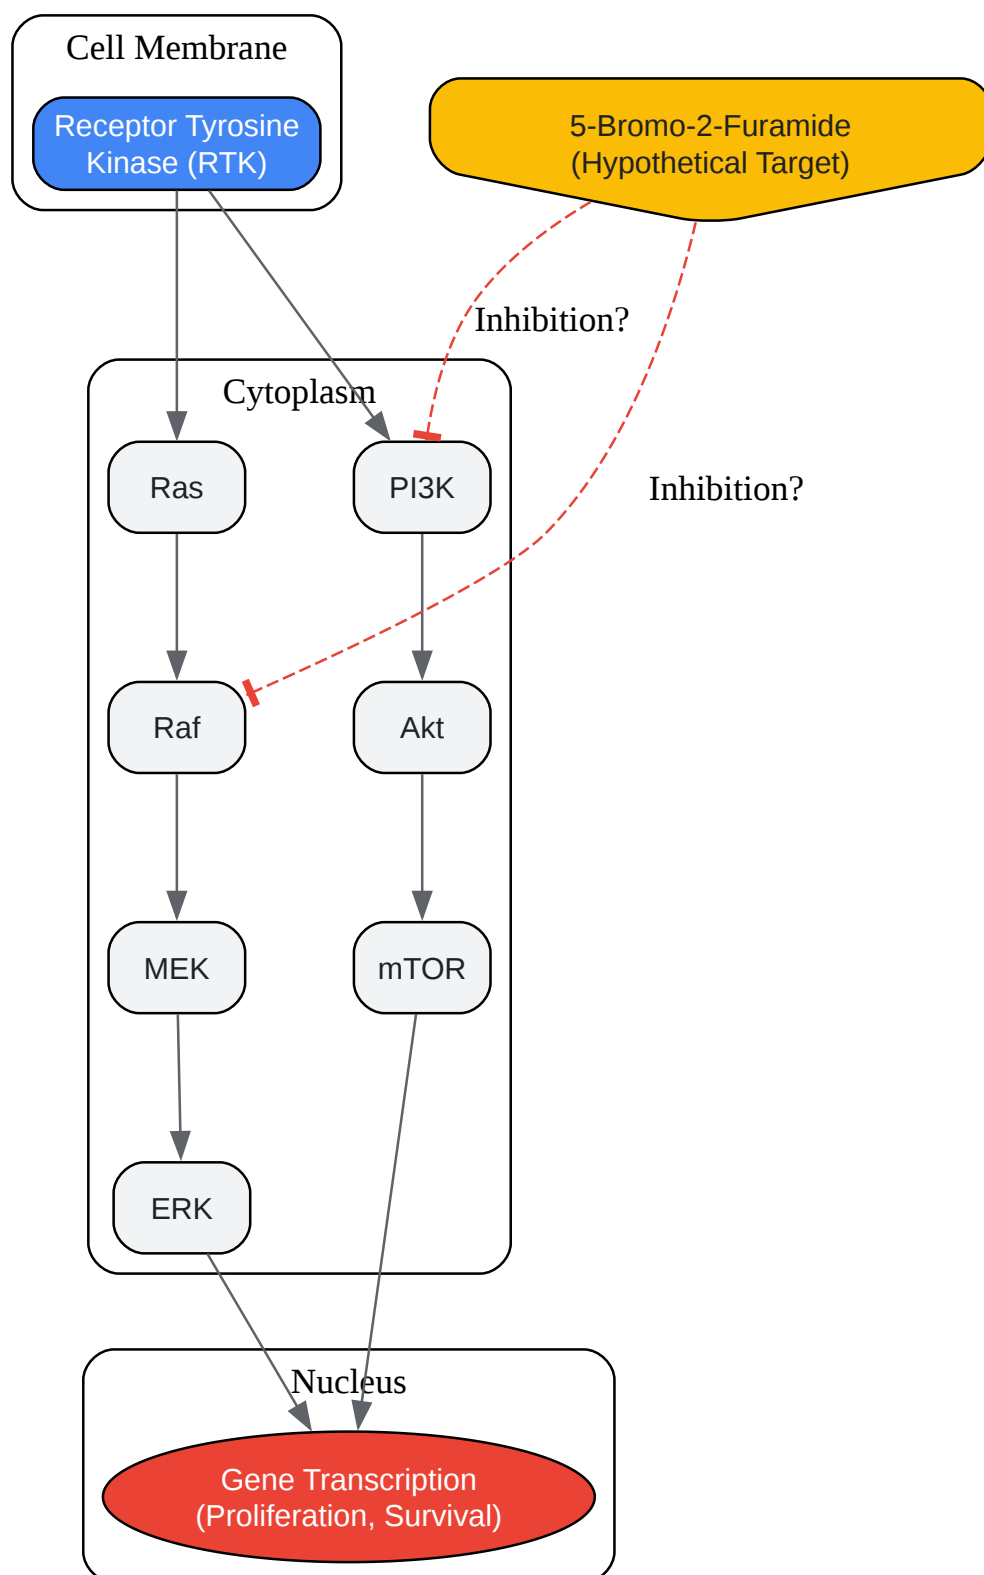 Cell Membrane
Receptor Tyrosine
Kinase (RTK)
5-Bromo-2-Furamide
(Hypothetical Target)
Inhibition?
Cytoplasm
Ras
PI3K
Inhibition?
Raf
Akt
MEK
mTOR
ERK
Nucleus
Gene Transcription
(Proliferation, Survival)